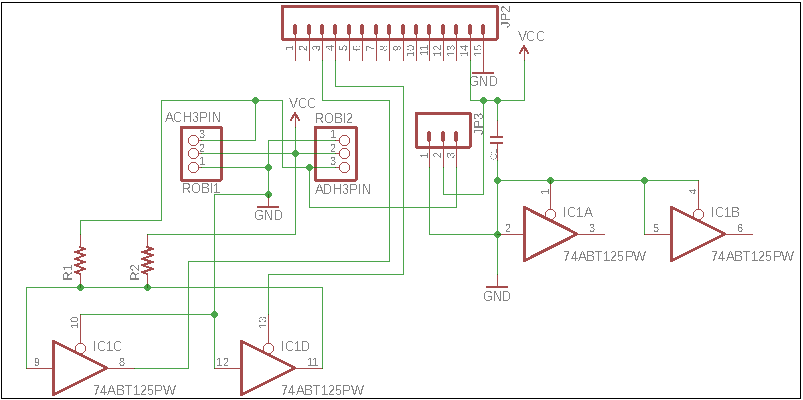 JP2
1 2 3 4 5 6 7 8 9 10 11 12 13 14 15
VCC
GND
ACH3PIN
VCC
ROBI2
JP3
3
2
1
1
2
3
1 2 3
ROBI1
ADH3PIN
GND
1
IC1A
4
IC1B
2
3
5
6
74ABT125PW
74ABT125PW
R1
R2
GND
10
IC1C
13
IC1D
9
8
12
11
74ABT125PW
74ABT125PW